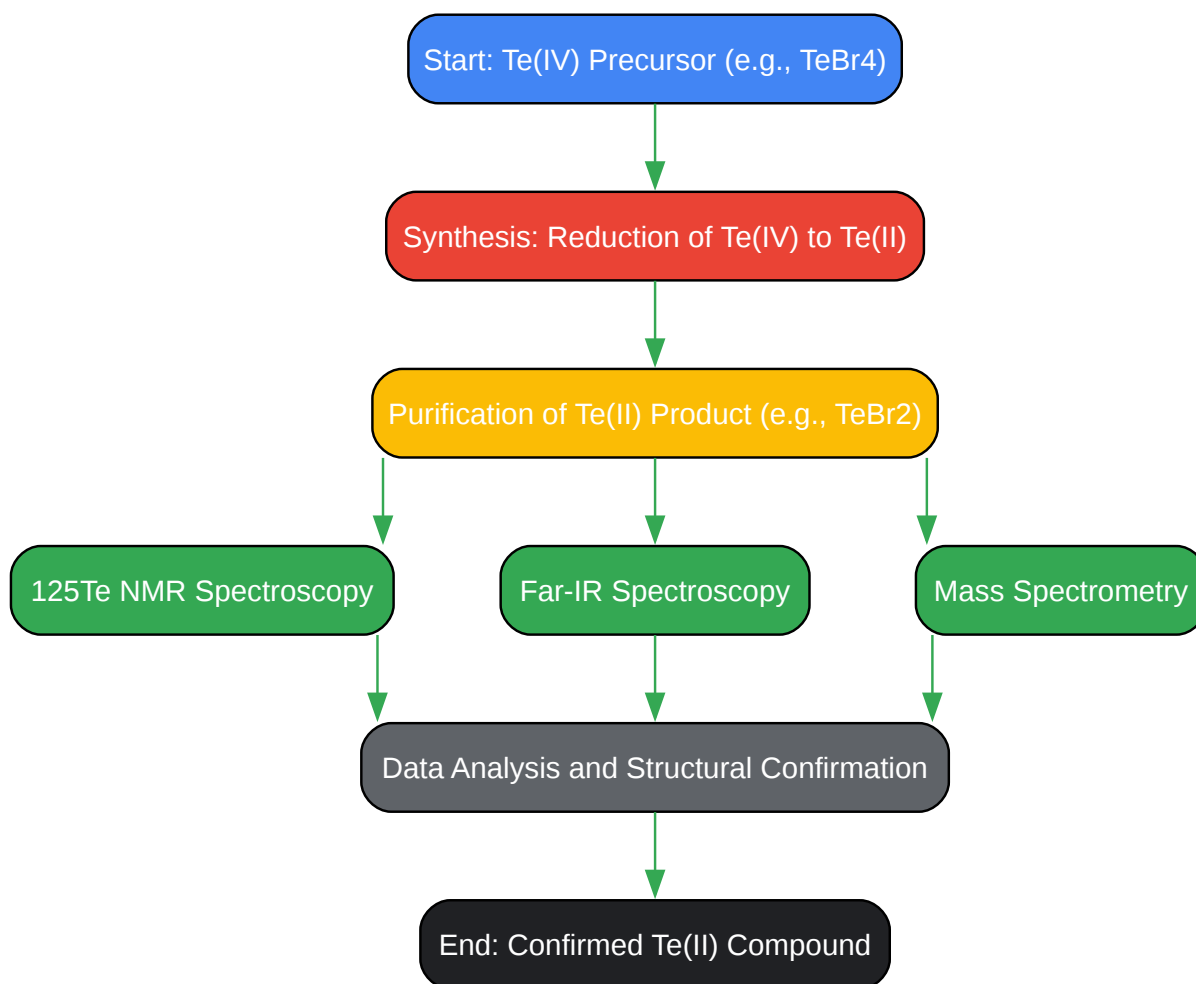 Start: Te(IV) Precursor (e.g., TeBr4)
Synthesis: Reduction of Te(IV) to Te(II)
Purification of Te(II) Product (e.g., TeBr2)
125Te NMR Spectroscopy
Far-IR Spectroscopy
Mass Spectrometry
Data Analysis and Structural Confirmation
End: Confirmed Te(II) Compound